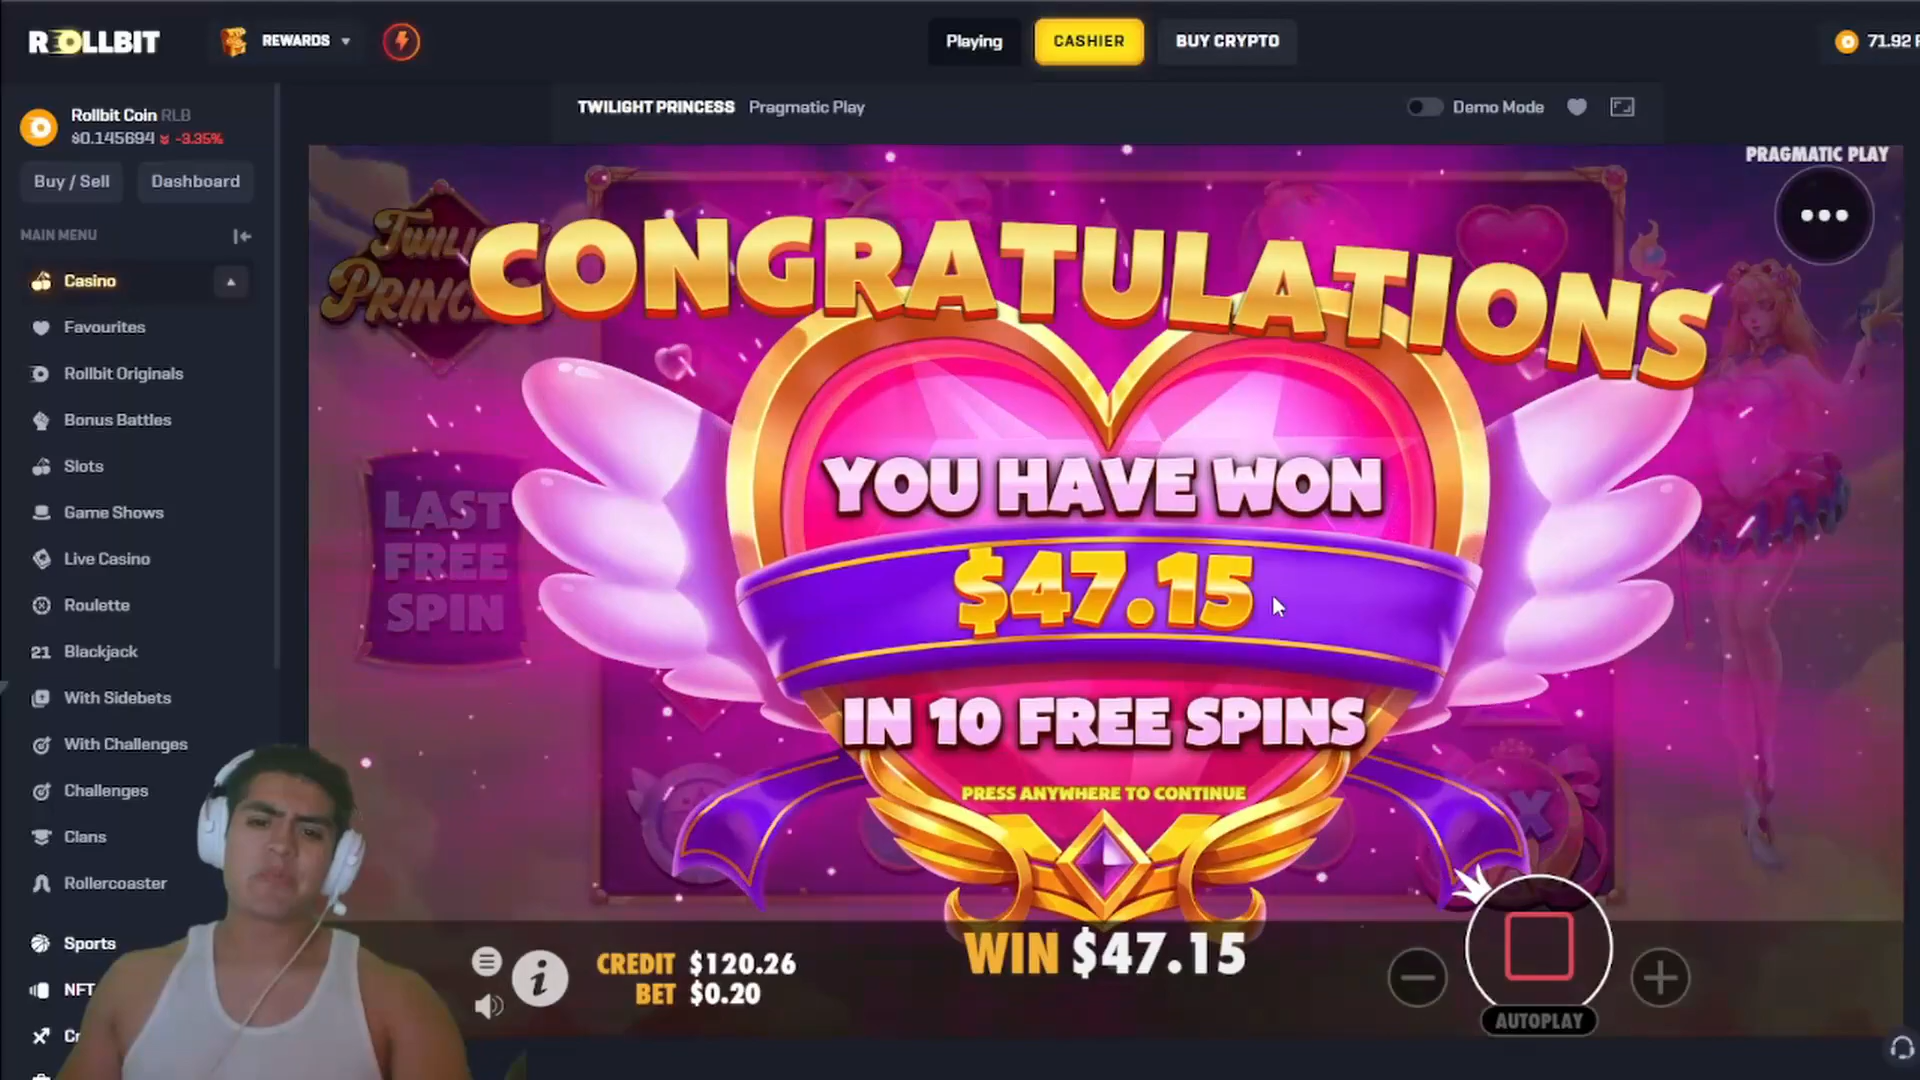 ROLLBIT
REWARDS
Playing
CASHIER
BUY CRYPTO
71.92
Rollbit Coin RLB
$0.145694 -3.35%
Buy / Sell
Dashboard
TWILIGHT PRINCESS Pragmatic Play
Demo Mode
MAIN MENU
Casino
Favourites
Rollbit Originals
Bonus Battles
Slots
Game Shows
Live Casino
Roulette
21 Blackjack
With Sidebets
With Challenges
Challenges
Clans
Rollercoaster
Sports
NFT
PRAGMATIC PLAY
CONGRATULATIONS
YOU HAVE WON
$47.15
IN 10 FREE SPINS
PRESS ANYWHERE TO CONTINUE
LAST
FREE
SPIN
CREDIT $120.26
BET $0.20
WIN $47.15
AUTOPLAY